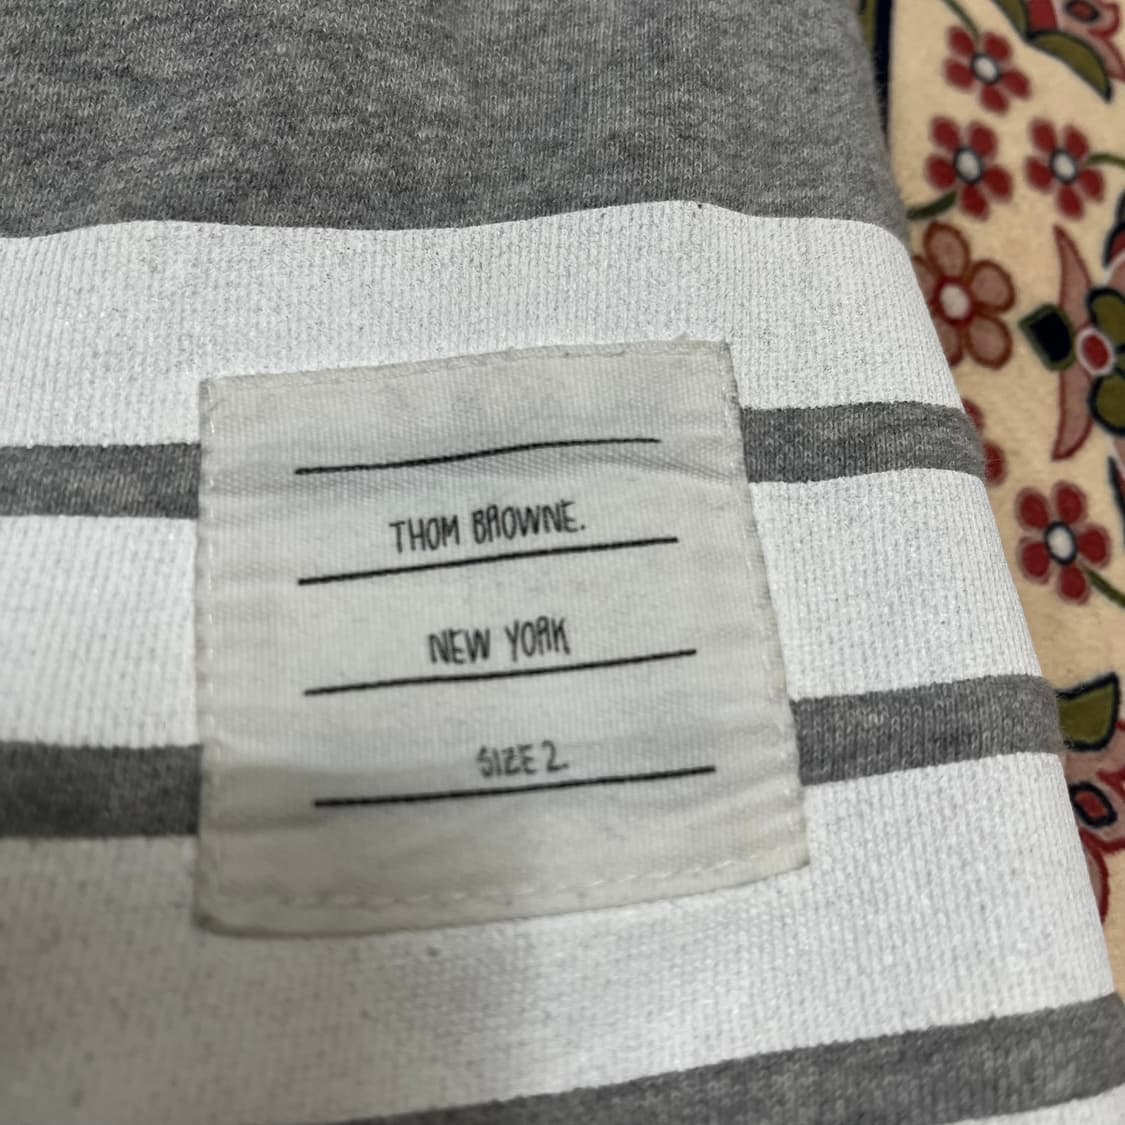 THOM BROWNE.
NEW YORK
SIZE 2.